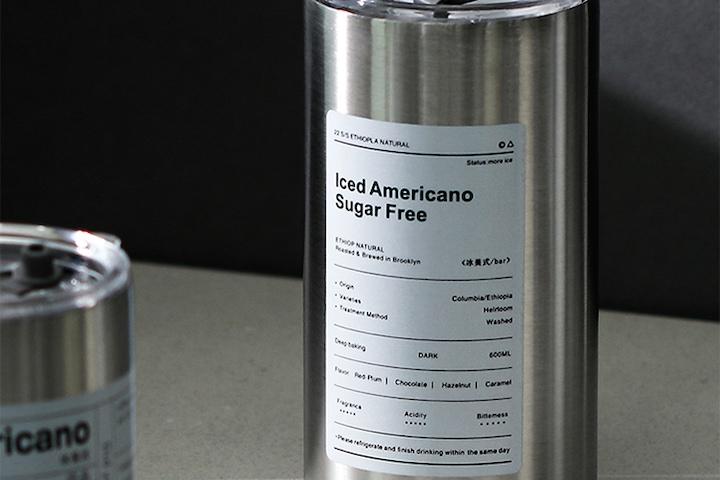 22 S/S ETHIOPLA NATURAL
Status:more ice
Iced Americano
Sugar Free
ETHIOP NATURAL
Roasted & Brewed in Brooklyn
《冰美式/bar》
• Origin
Columbia/Ethiopia
• Varieties
Heirloom
• Treatment Method
Washed
Deep baking DARK 600ML
Flavor Red Plum | Chocolate | Hazelnut | Caramel
Fragrance Acidity Bitterness
•Please refrigerate and finish drinking within the same day
ricano